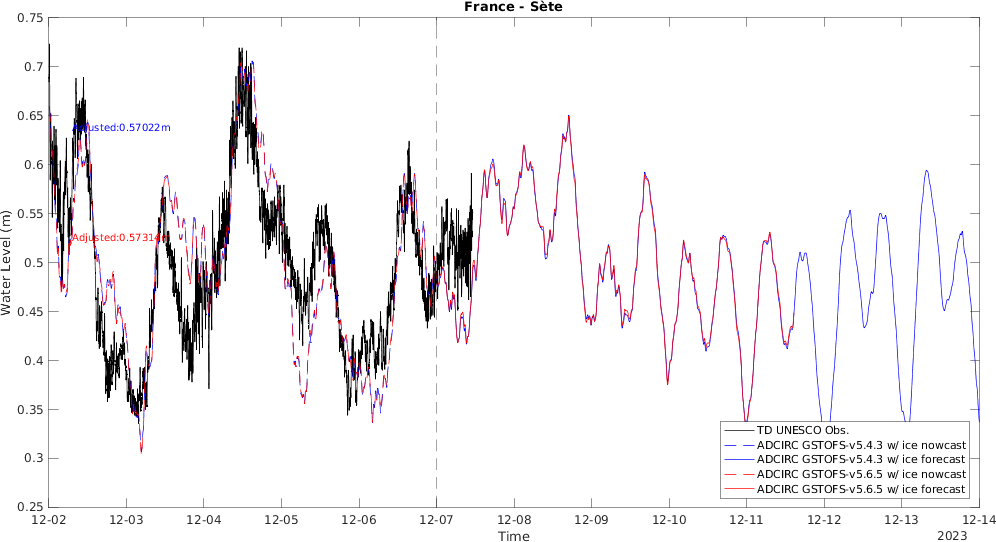 France - Sète
0.75
0.7
0.65
0.6
0.55
0.5
0.45
0.4
0.35
0.3
0.25
Water Level (m)
Adjusted:0.57022m
Adjusted:0.57314m
TD UNESCO Obs.
ADCIRC GSTOFS-v5.4.3 w/ ice nowcast
ADCIRC GSTOFS-v5.4.3 w/ ice forecast
ADCIRC GSTOFS-v5.6.5 w/ ice nowcast
ADCIRC GSTOFS-v5.6.5 w/ ice forecast
12-02 12-03 12-04 12-05 12-06 12-07 12-08 12-09 12-10 12-11 12-12 12-13 12-14
Time
2023